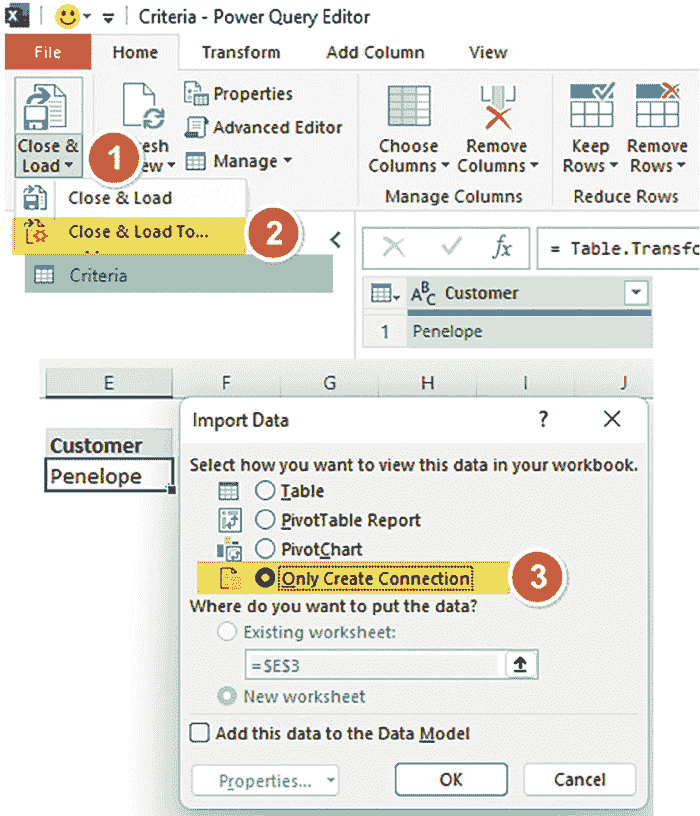 Criteria - Power Query Editor
File Home Transform Add Column View
Properties
Advanced Editor
Manage
Close &
Load
1
esh
ew
Choose
Columns
Remove
Columns
Keep
Rows
Remove
Rows
Manage Columns
Reduce Rows
Close & Load
Close & Load To...
2
Criteria
fx
= Table.Transfo
ABC Customer
1 Penelope
E F G H I J
Customer
Penelope
Import Data ?
Select how you want to view this data in your workbook.
Table
PivotTable Report
PivotChart
Only Create Connection
3
Where do you want to put the data?
Existing worksheet:
=$E$3
New worksheet
Add this data to the Data Model
Properties...
OK
Cancel